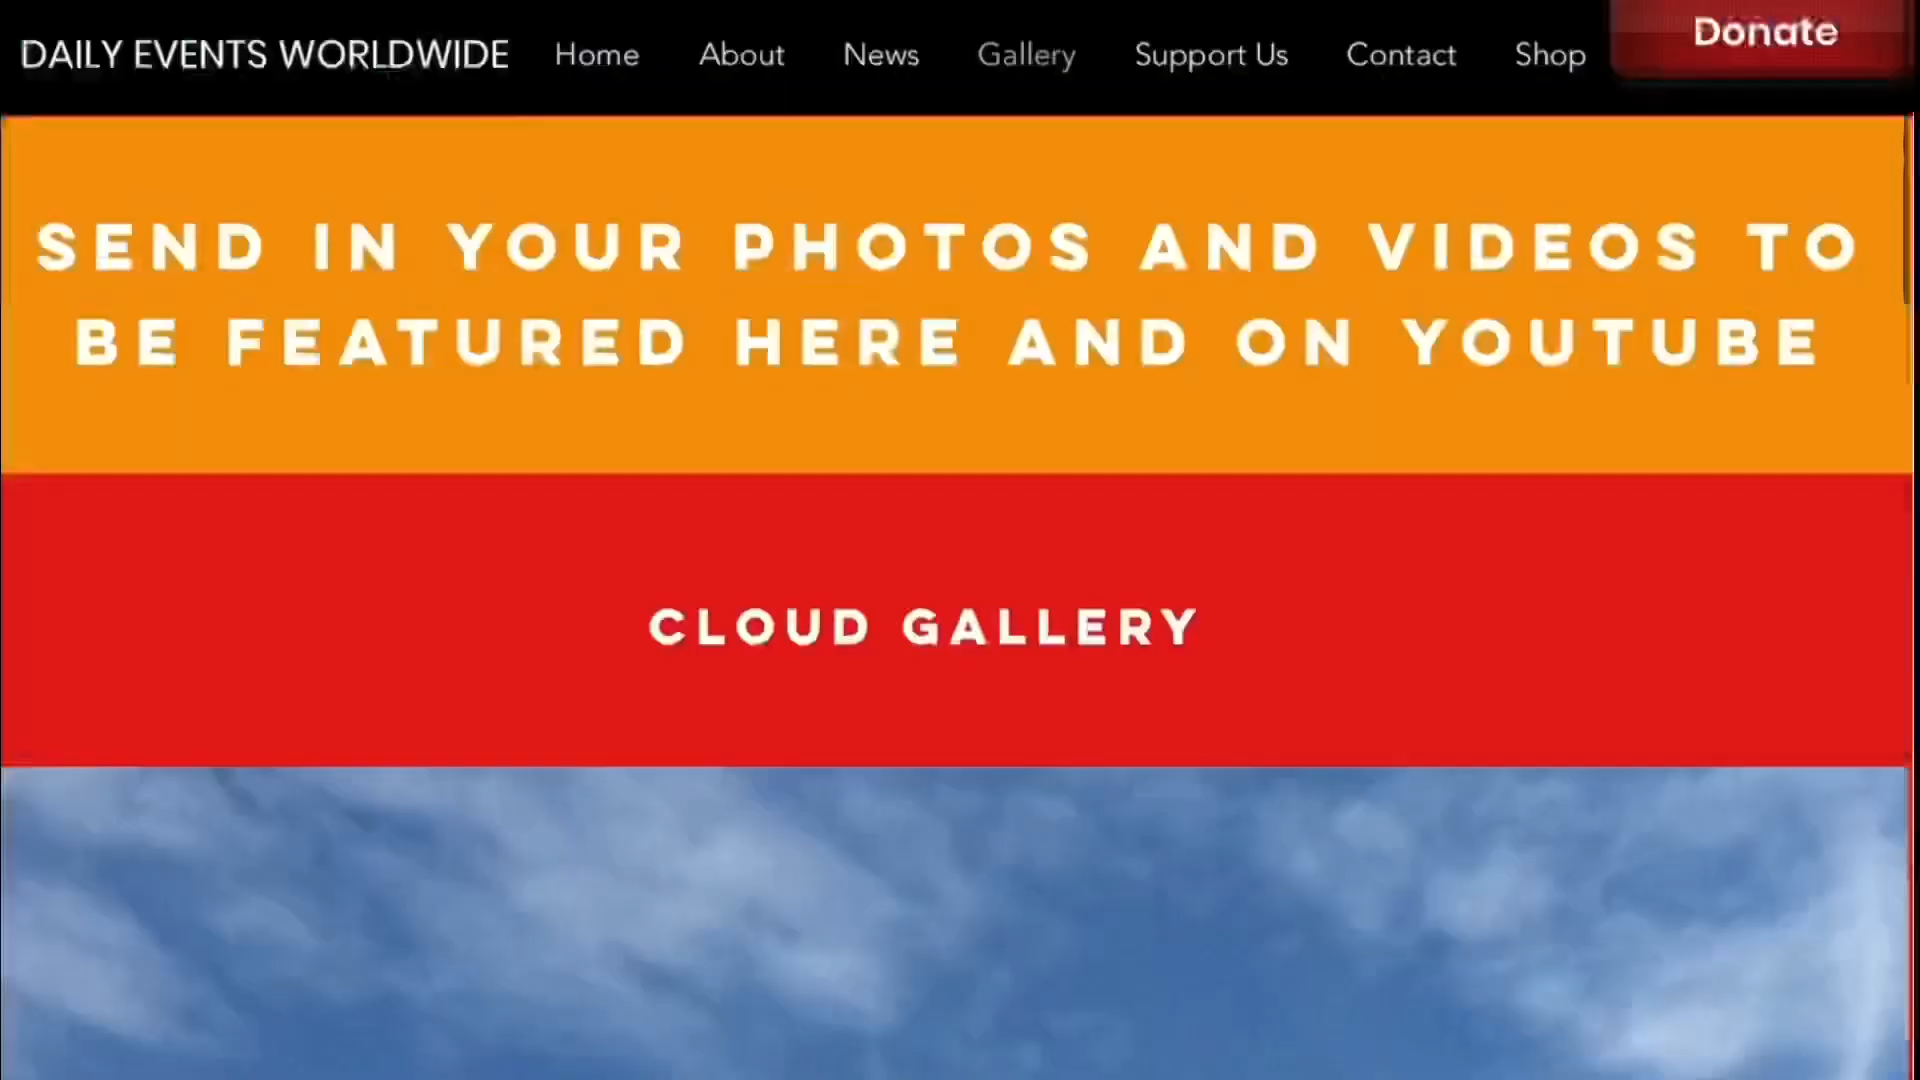 DAILY EVENTS WORLDWIDE Home About News Gallery Support Us Contact Shop Donate
SEND IN YOUR PHOTOS AND VIDEOS TO
BE FEATURED HERE AND ON YOUTUBE
CLOUD GALLERY